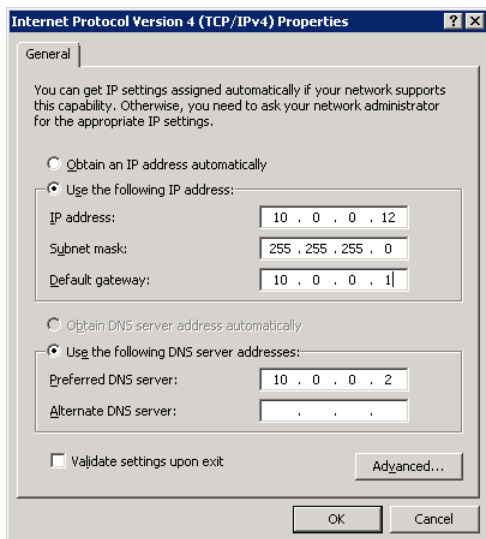 Internet Protocol Version 4 (TCP/IPv4) Properties
General
You can get IP settings assigned automatically if your network supports
this capability. Otherwise, you need to ask your network administrator
for the appropriate IP settings.
Obtain an IP address automatically
Use the following IP address:
IP address: 10 . 0 . 0 . 12
Subnet mask: 255 . 255 . 255 . 0
Default gateway: 10 . 0 . 0 . 1
Obtain DNS server address automatically
Use the following DNS server addresses:
Preferred DNS server: 10 . 0 . 0 . 2
Alternate DNS server: . . .
Validate settings upon exit
Advanced...
OK Cancel